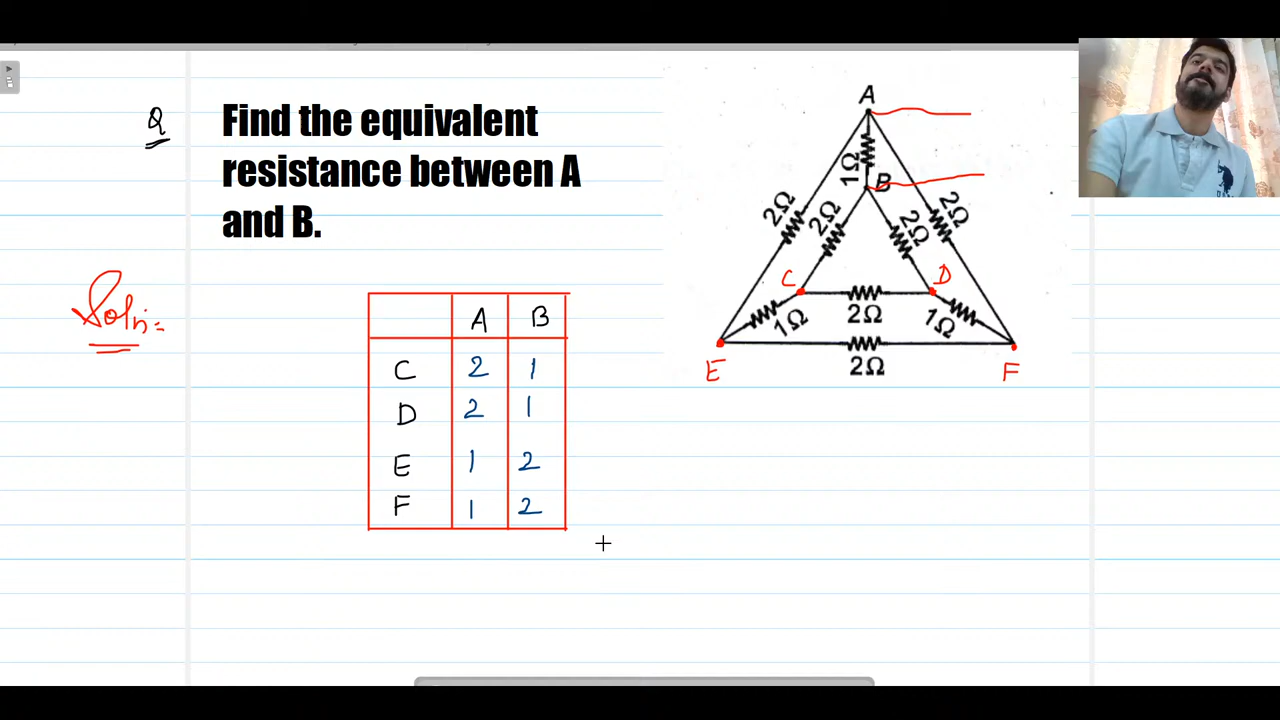 Q
Find the equivalent
resistance between A
and B.
Soln:-
A B
C 2 1
D 2 1
E 1 2
F 1 2
A
1Ω
B
2Ω
2Ω
2Ω
2Ω
C
D
2Ω
1Ω
1Ω
2Ω
E
F